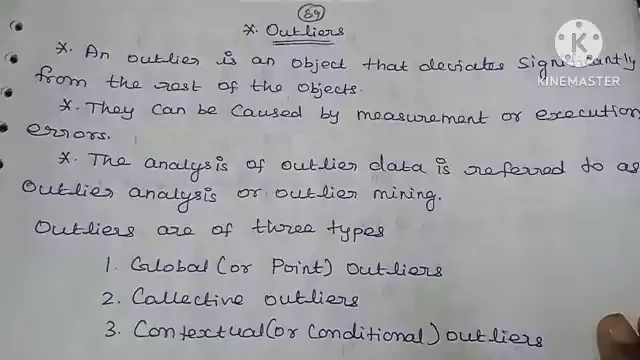 89
* Outliers
* An outlier is an object that deviates significantly
from the rest of the objects.
* They can be caused by measurement or execution
errors.
* The analysis of outlier data is referred to as
Outlier analysis or outlier mining.
Outliers are of three types
1. Global (or Point) Outliers
2. Collective outliers
3. Contextual (or Conditional) outliers
K
KINEMASTER